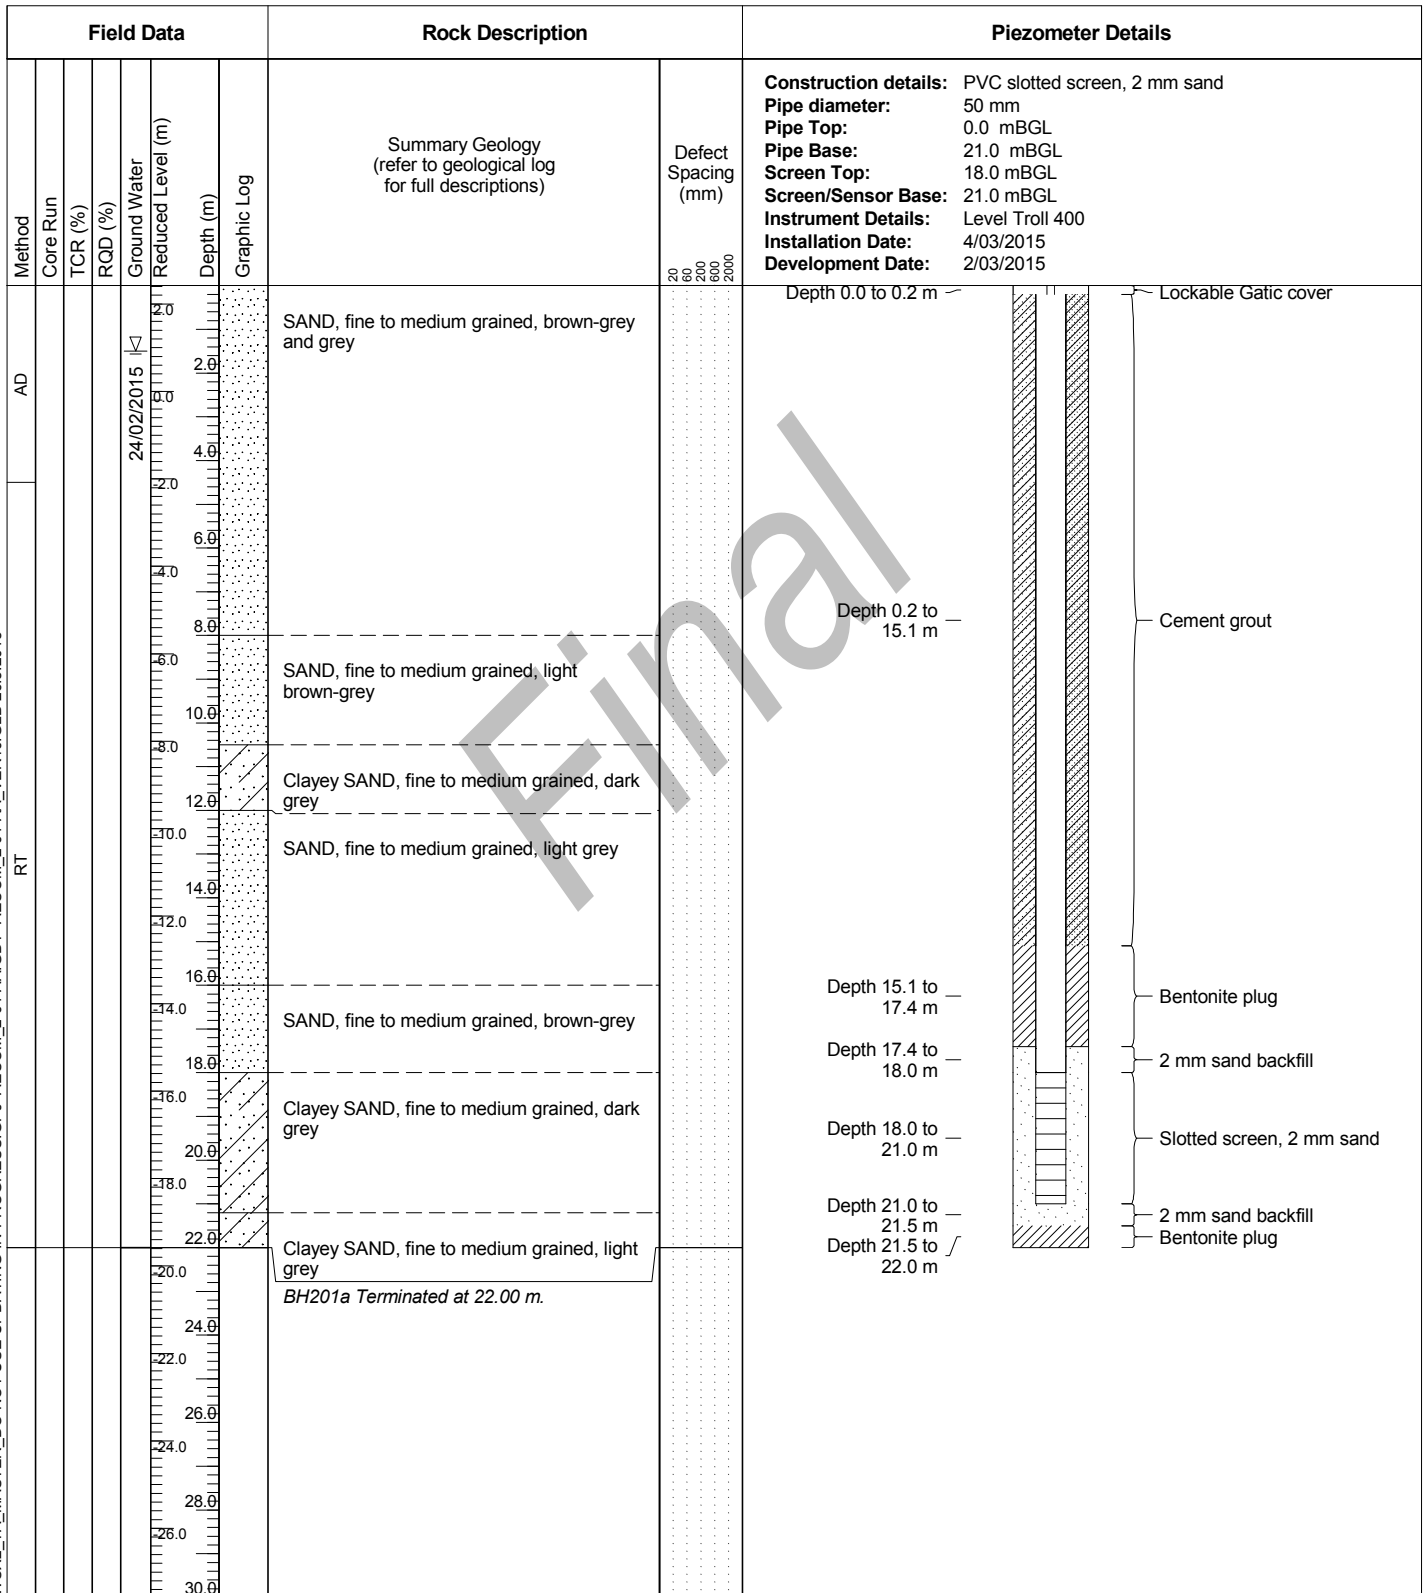 Field Data
Rock Description
Piezometer Details
Method
Core Run
TCR (%)
RQD (%)
Ground Water
Reduced Level (m)
Depth (m)
Graphic Log
Summary Geology
(refer to geological log
for full descriptions)
Defect
Spacing
(mm)
20
60
200
600
2000
Construction details: PVC slotted screen, 2 mm sand
Pipe diameter: 50 mm
Pipe Top: 0.0 mBGL
Pipe Base: 21.0 mBGL
Screen Top: 18.0 mBGL
Screen/Sensor Base: 21.0 mBGL
Instrument Details: Level Troll 400
Installation Date: 4/03/2015
Development Date: 2/03/2015
AD
RT
24/02/2015
2.0
0.0
-2.0
-4.0
-6.0
-8.0
-10.0
-12.0
-14.0
-16.0
-18.0
-20.0
-22.0
-24.0
-26.0
2.0
4.0
6.0
8.0
10.0
12.0
14.0
16.0
18.0
20.0
22.0
24.0
26.0
28.0
30.0
SAND, fine to medium grained, brown-grey
and grey
SAND, fine to medium grained, light
brown-grey
Clayey SAND, fine to medium grained, dark
grey
SAND, fine to medium grained, light grey
SAND, fine to medium grained, brown-grey
Clayey SAND, fine to medium grained, dark
grey
Clayey SAND, fine to medium grained, light
grey
BH201a Terminated at 22.00 m.
Final
Depth 0.0 to 0.2 m
Lockable Gatic cover
Depth 0.2 to
15.1 m
Cement grout
Depth 15.1 to
17.4 m
Bentonite plug
Depth 17.4 to
18.0 m
2 mm sand backfill
Depth 18.0 to
21.0 m
Slotted screen, 2 mm sand
Depth 21.0 to
21.5 m
2 mm sand backfill
Depth 21.5 to
22.0 m
Bentonite plug